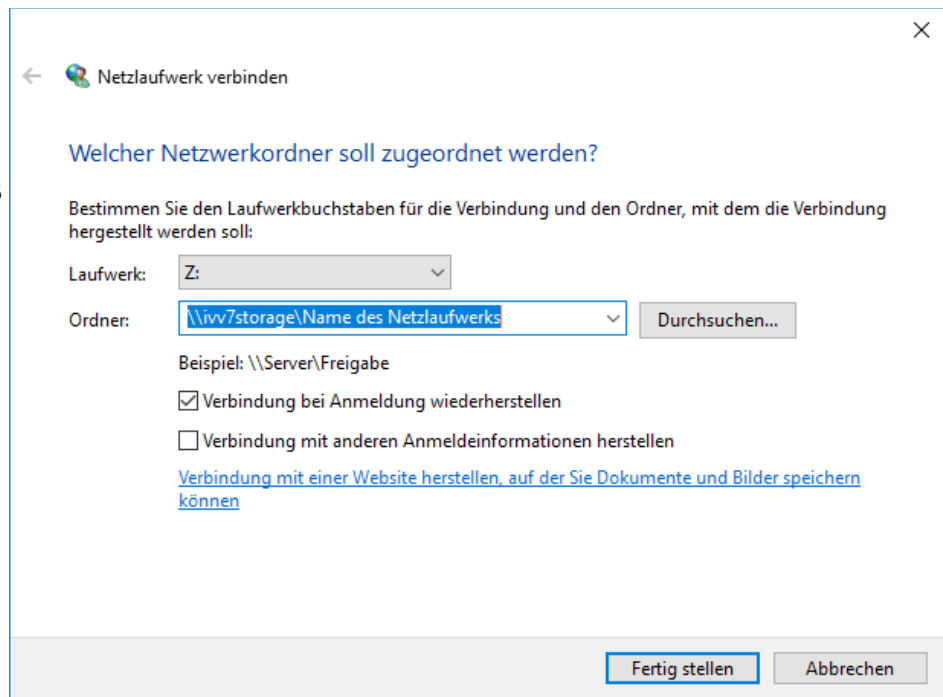 Netzlaufwerk verbinden
Welcher Netzwerkordner soll zugeordnet werden?
Bestimmen Sie den Laufwerkbuchstaben für die Verbindung und den Ordner, mit dem die Verbindung
hergestellt werden soll:
Laufwerk: Z:
Ordner: \\ivv7storage\Name des Netzlaufwerks Durchsuchen...
Beispiel: \\Server\Freigabe
Verbindung bei Anmeldung wiederherstellen
Verbindung mit anderen Anmeldeinformationen herstellen
Verbindung mit einer Website herstellen, auf der Sie Dokumente und Bilder speichern
können
Fertig stellen Abbrechen